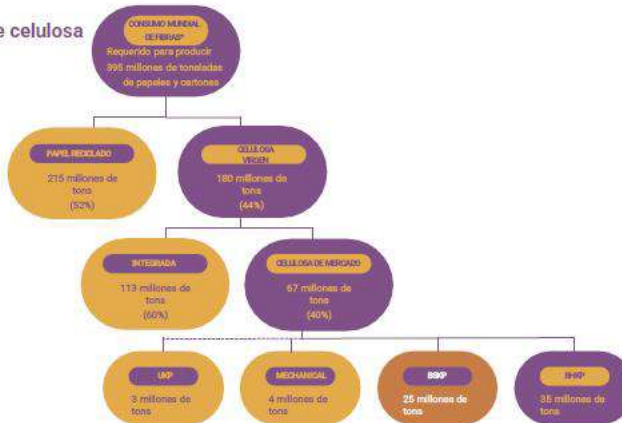 e celulosa
CONSUMO MUNDIAL
DE FIBRAS*
Requerido para producir
395 millones de toneladas
de papeles y cartones
PAPEL RECICLADO
215 millones de
tons
(52%)
CELULOSA
VIRGEN
180 millones de
tons
(44%)
INTEGRADA
113 millones de
tons
(60%)
CELULOSA DE MERCADO
67 millones de
tons
(40%)
UKP
3 millones de
tons
MECHANICAL
4 millones de
tons
BSKP
25 millones de
tons
BHKP
35 millones de
tons